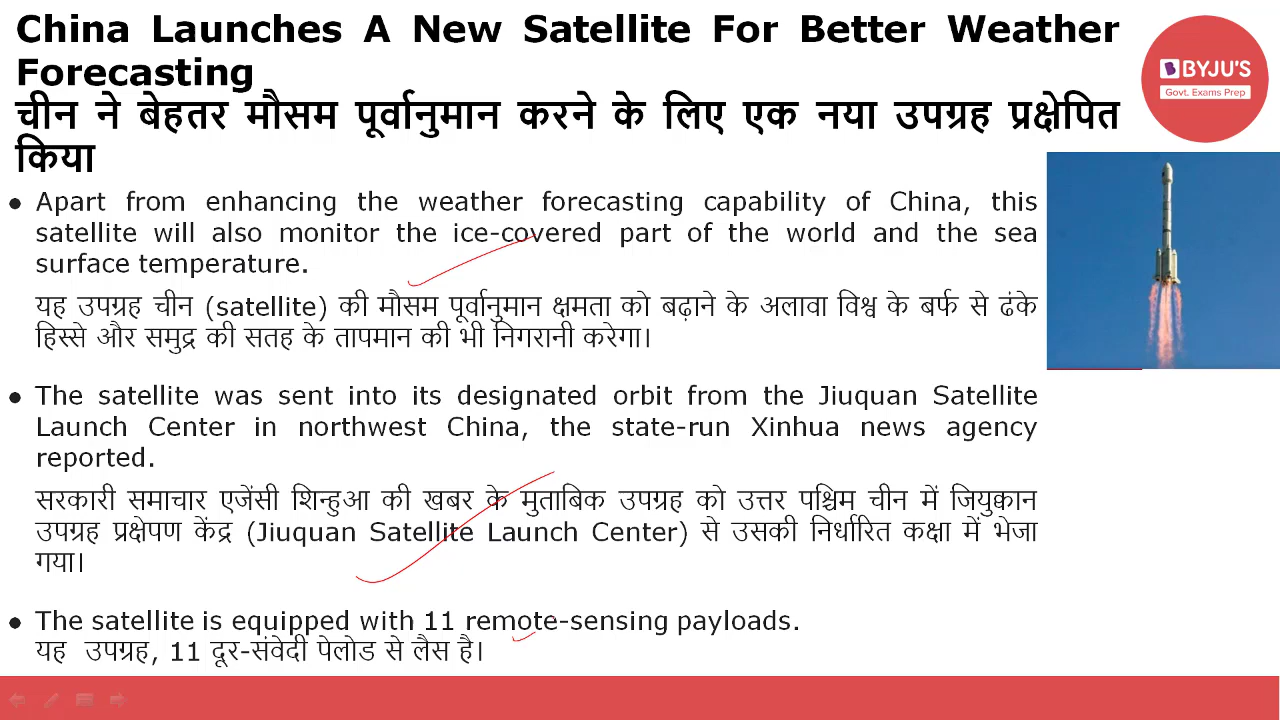 China Launches A New Satellite For Better Weather
Forecasting
चीन ने बेहतर मौसम पूर्वानुमान करने के लिए एक नया उपग्रह प्रक्षेपित
किया
BYJU'S
Govt. Exams Prep
• Apart from enhancing the weather forecasting capability of China, this
satellite will also monitor the ice-covered part of the world and the sea
surface temperature.
यह उपग्रह चीन (satellite) की मौसम पूर्वानुमान क्षमता को बढ़ाने के अलावा विश्व के बर्फ से ढंके
हिस्से और समुद्र की सतह के तापमान की भी निगरानी करेगा।
• The satellite was sent into its designated orbit from the Jiuquan Satellite
Launch Center in northwest China, the state-run Xinhua news agency
reported.
सरकारी समाचार एजेंसी शिन्हुआ की खबर के मुताबिक उपग्रह को उत्तर पश्चिम चीन में जियुक्वान
उपग्रह प्रक्षेपण केंद्र (Jiuquan Satellite Launch Center) से उसकी निर्धारित कक्षा में भेजा
गया।
• The satellite is equipped with 11 remote-sensing payloads.
यह उपग्रह, 11 दूर-संवेदी पेलोड से लैस है।